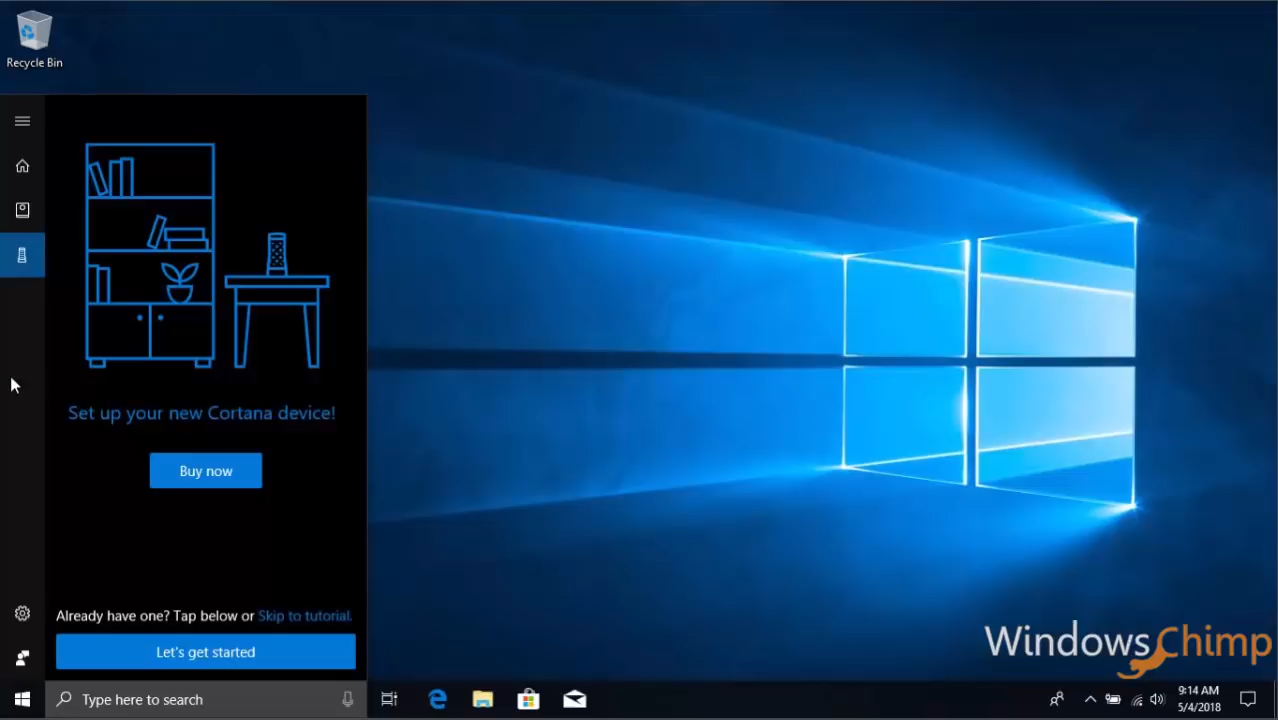 Recycle Bin
Set up your new Cortana device!
Buy now
Already have one? Tap below or Skip to tutorial.
Let's get started
WindowsChimp
Type here to search
9:14 AM
5/4/2018